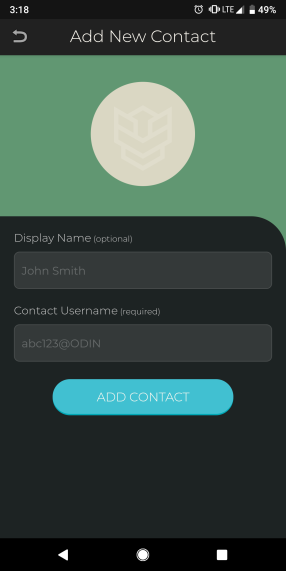 3:18
LTE 49%
Add New Contact
Display Name (optional)
John Smith
Contact Username (required)
abc123@ODIN
ADD CONTACT